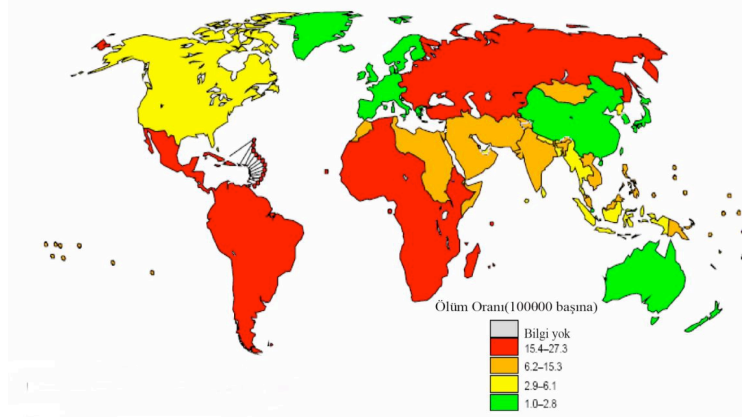 Ölüm Oranı(100000 başına)
Bilgi yok
15.4–27.3
6.2–15.3
2.9–6.1
1.0–2.8